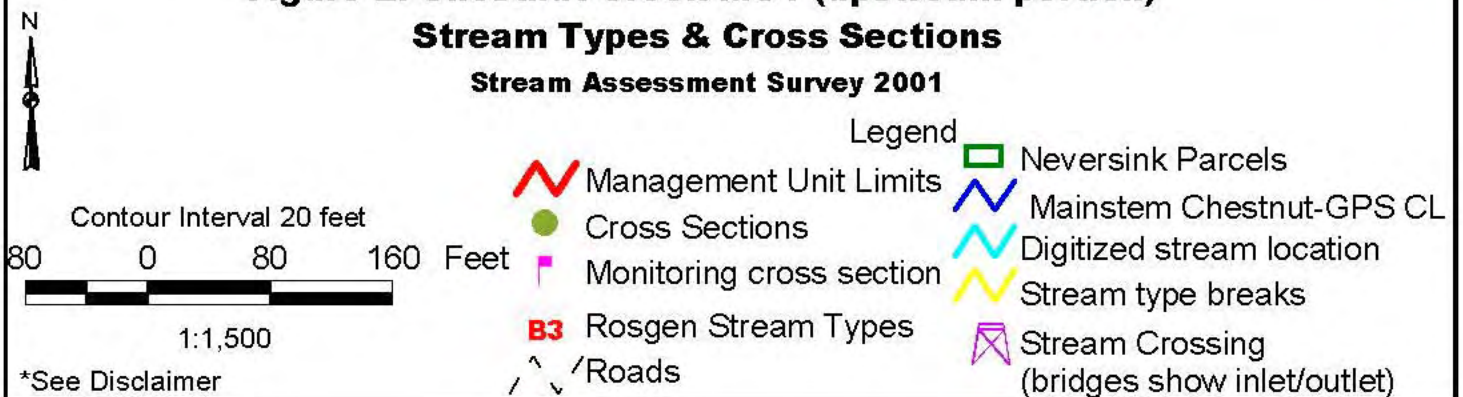 N
Stream Types & Cross Sections
Stream Assessment Survey 2001
Legend
Management Unit Limits
Cross Sections
Monitoring cross section
B3 Rosgen Stream Types
Roads
Neversink Parcels
Mainstem Chestnut-GPS CL
Digitized stream location
Stream type breaks
Stream Crossing
(bridges show inlet/outlet)
Contour Interval 20 feet
80 0 80 160 Feet
1:1,500
*See Disclaimer